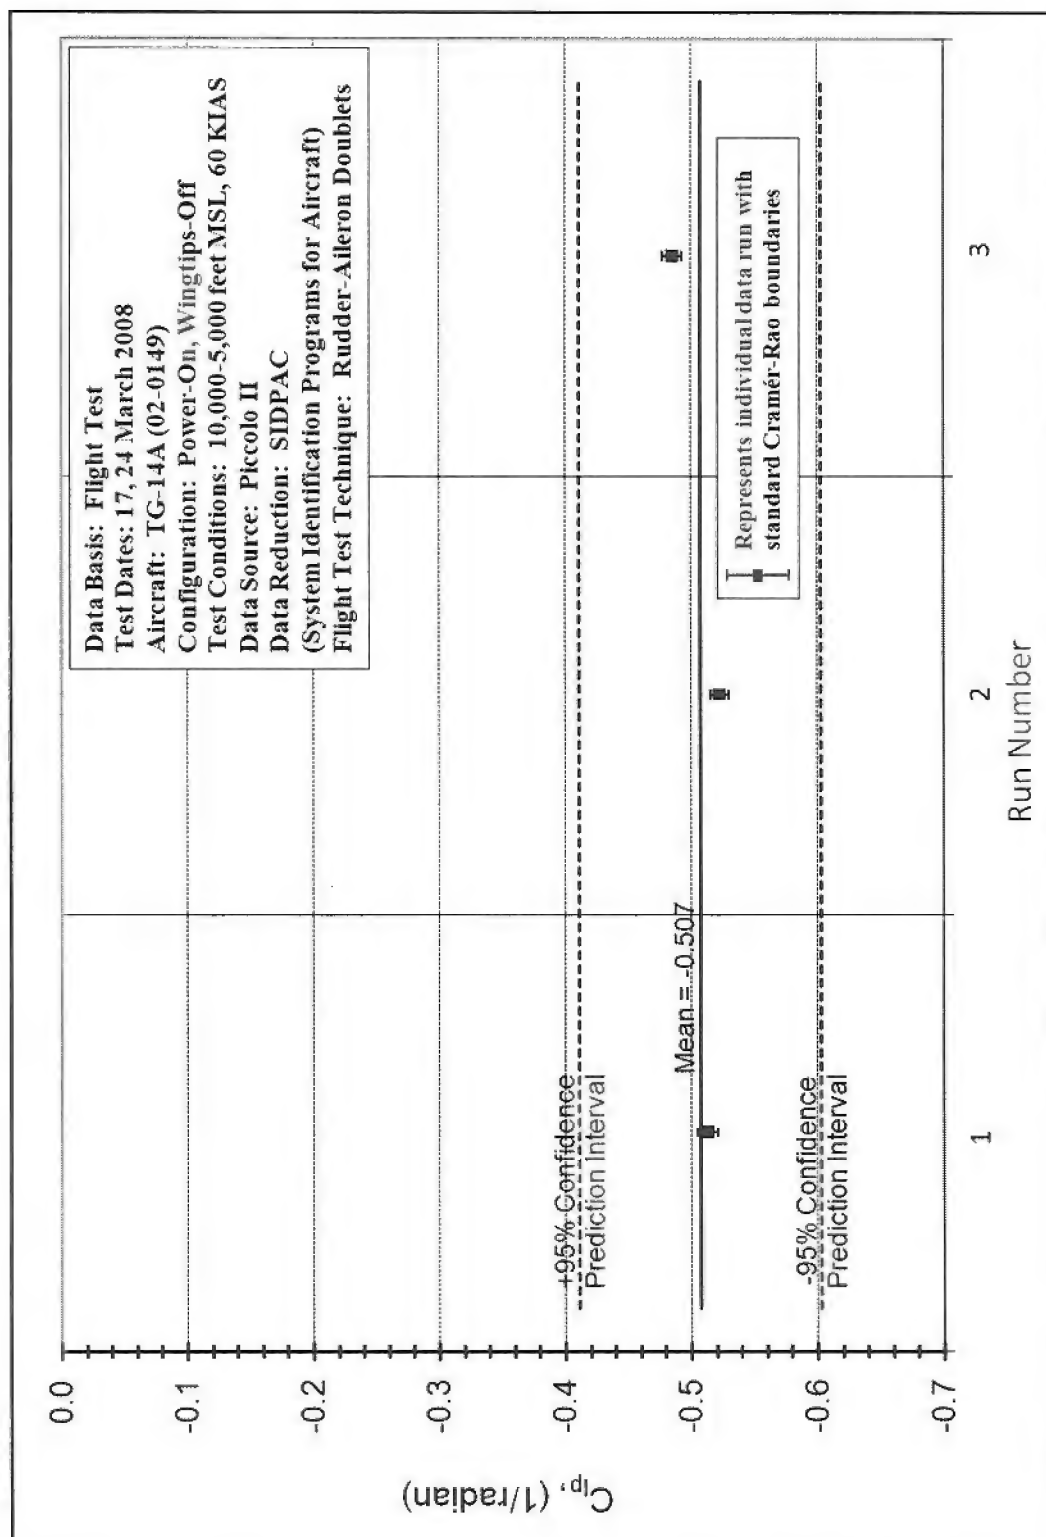 Data Basis: Flight Test
Test Dates: 17, 24 March 2008
Aircraft: TG-14A (02-0149)
Configuration: Power-On, Wingtips-Off
Test Conditions: 10,000-5,000 feet MSL, 60 KIAS
Data Source: Piccolo II
Data Reduction: SIDPAC
(System Identification Programs for Aircraft)
Flight Test Technique: Rudder-Aileron Doublets
0.0
-0.1
-0.2
-0.3
-0.4
-0.5
-0.6
-0.7
Clp, (1/radian)
+95% Confidence
Prediction Interval
Mean = -0.507
-95% Confidence
Prediction Interval
Represents individual data run with
standard Cramér-Rao boundaries
1
2
3
Run Number